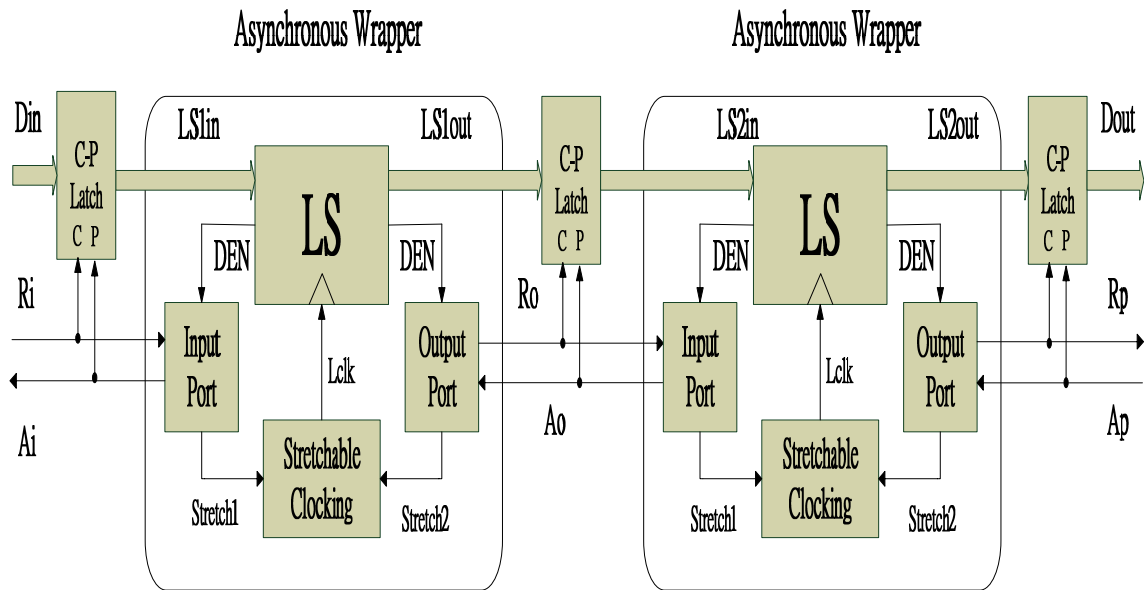 Asynchronous Wrapper
Asynchronous Wrapper
Din
C-P
Latch
C P
LS1in
LS1out
C-P
Latch
C P
LS2in
LS2out
C-P
Latch
C P
Dout
LS
LS
DEN
DEN
DEN
DEN
Ri
Ro
Rp
Input
Port
Output
Port
Input
Port
Output
Port
Lclk
Lclk
Ai
Ao
Ap
Stretchable
Clocking
Stretchable
Clocking
Stretch1
Stretch2
Stretch1
Stretch2